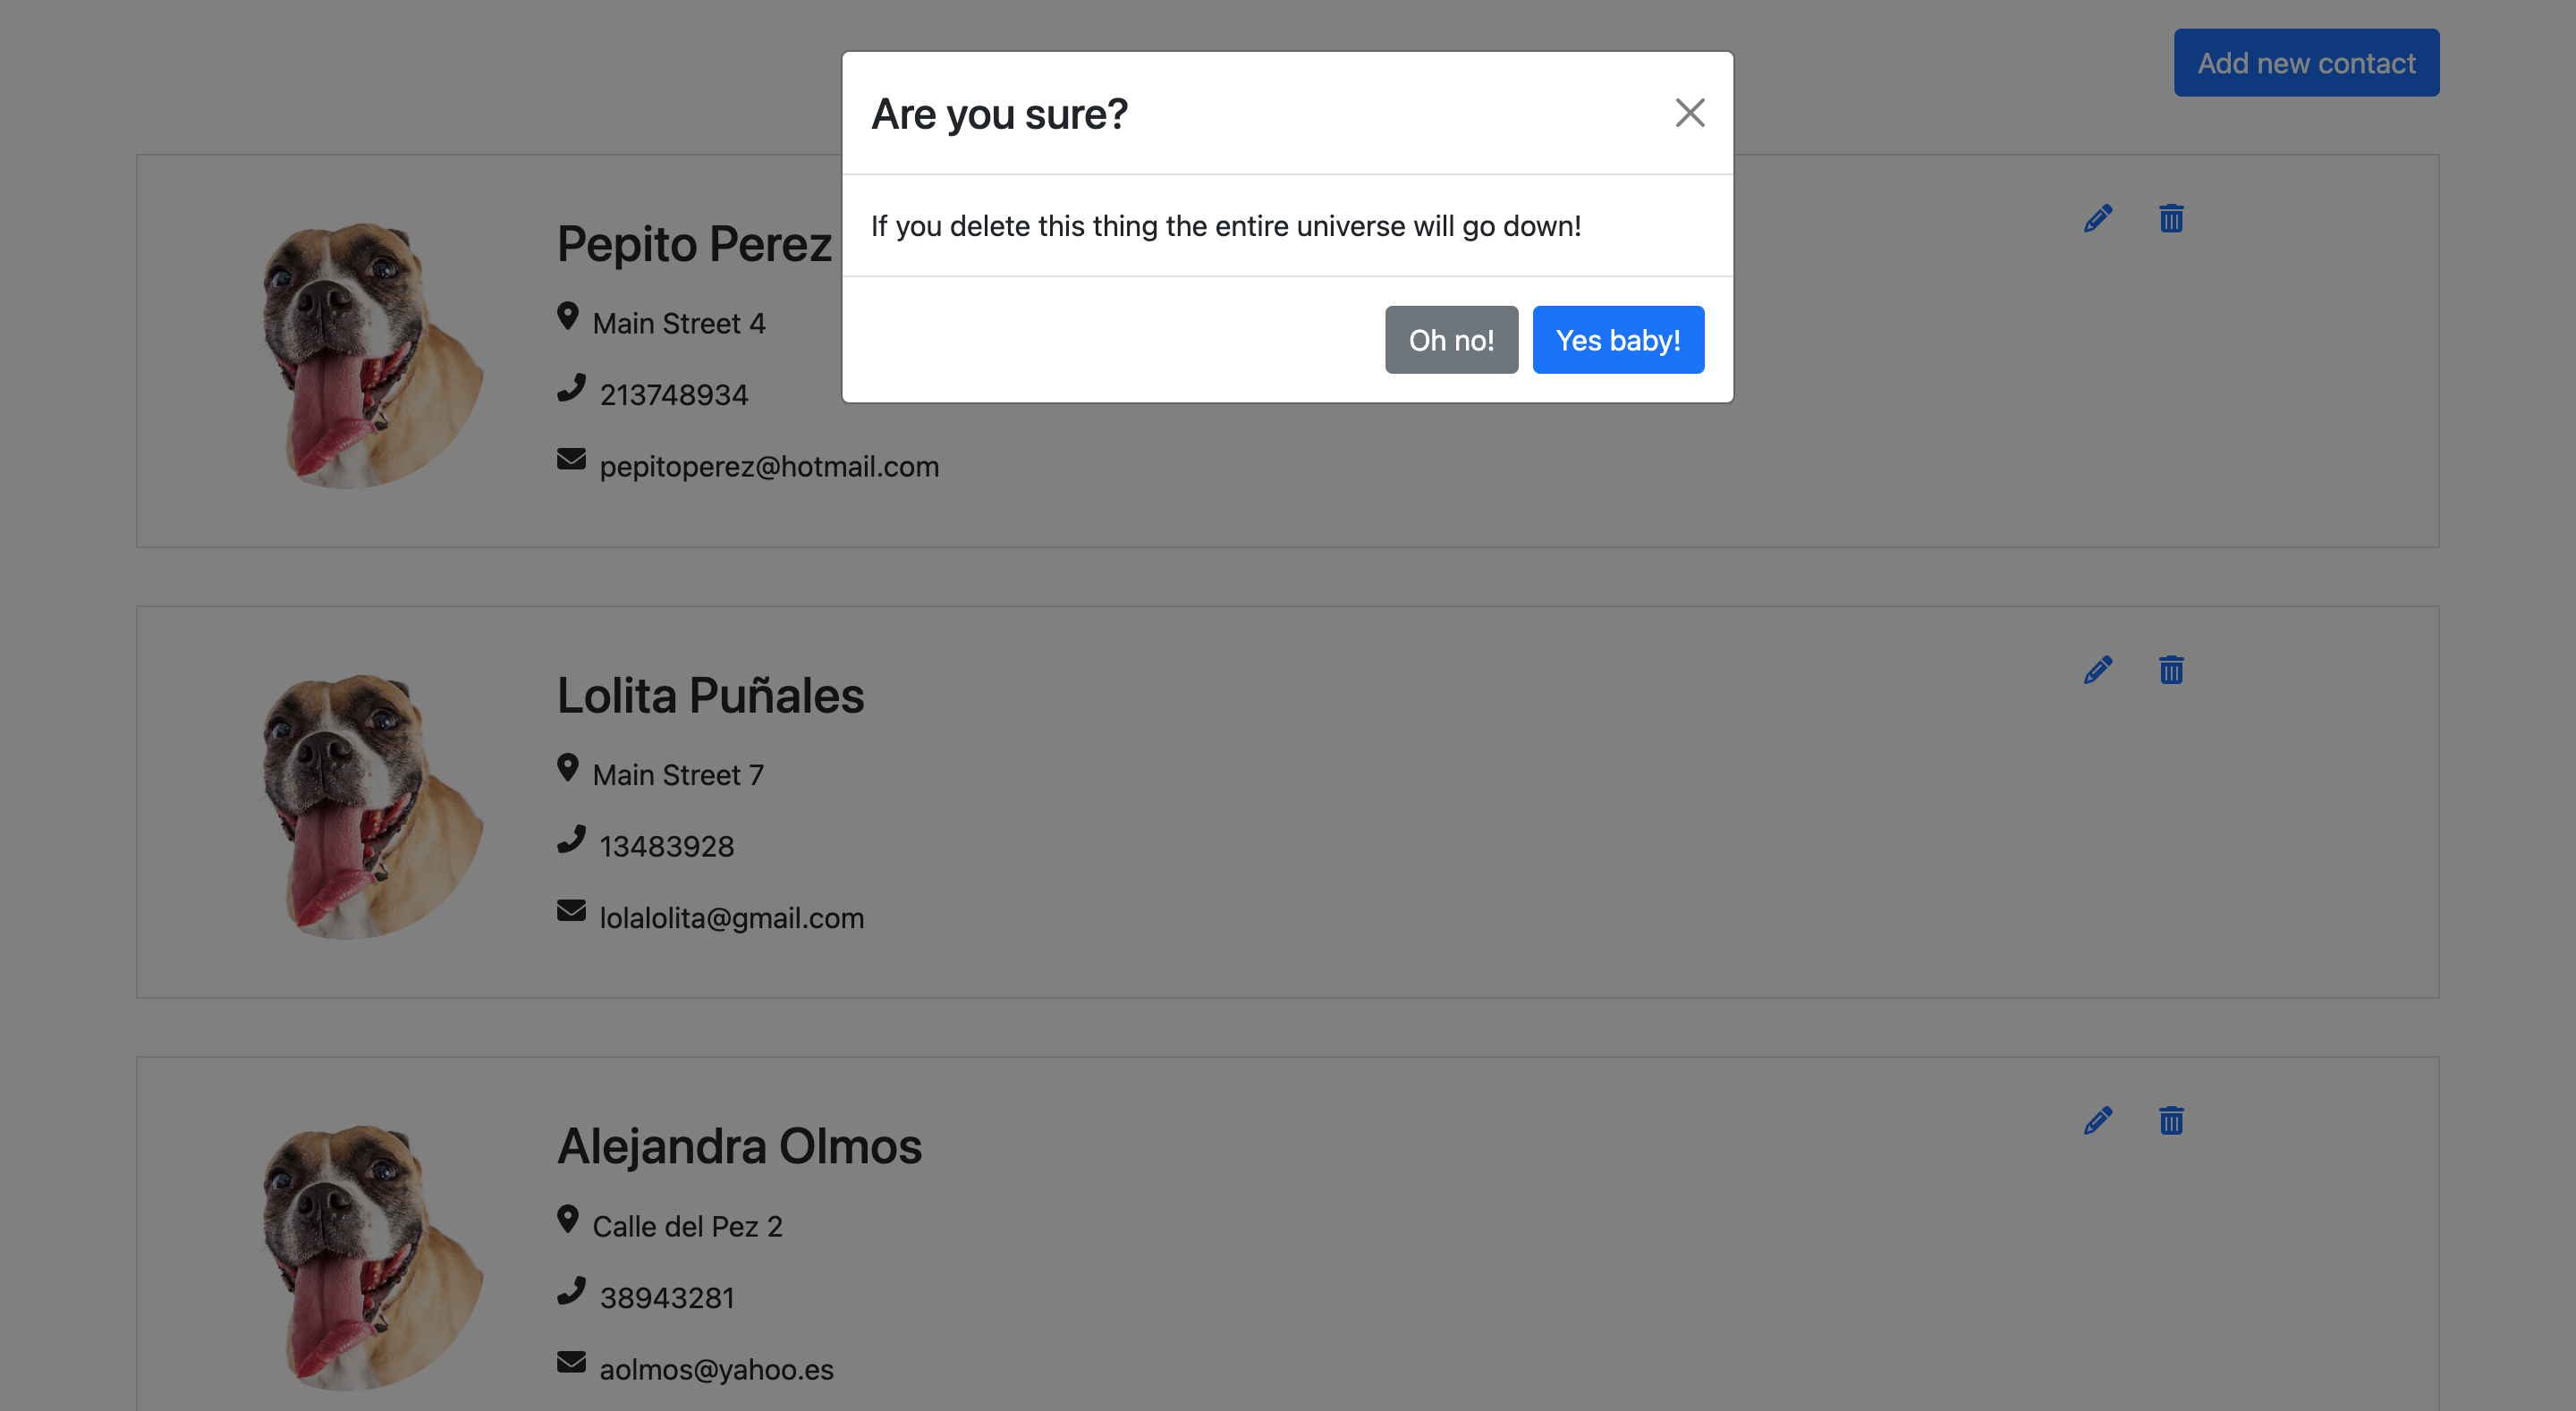 Add new contact
Are you sure?
If you delete this thing the entire universe will go down!
Oh no! Yes baby!
Pepito Perez
Main Street 4
213748934
pepitoperez@hotmail.com
Lolita Puñales
Main Street 7
13483928
lolalolita@gmail.com
Alejandra Olmos
Calle del Pez 2
38943281
aolmos@yahoo.es